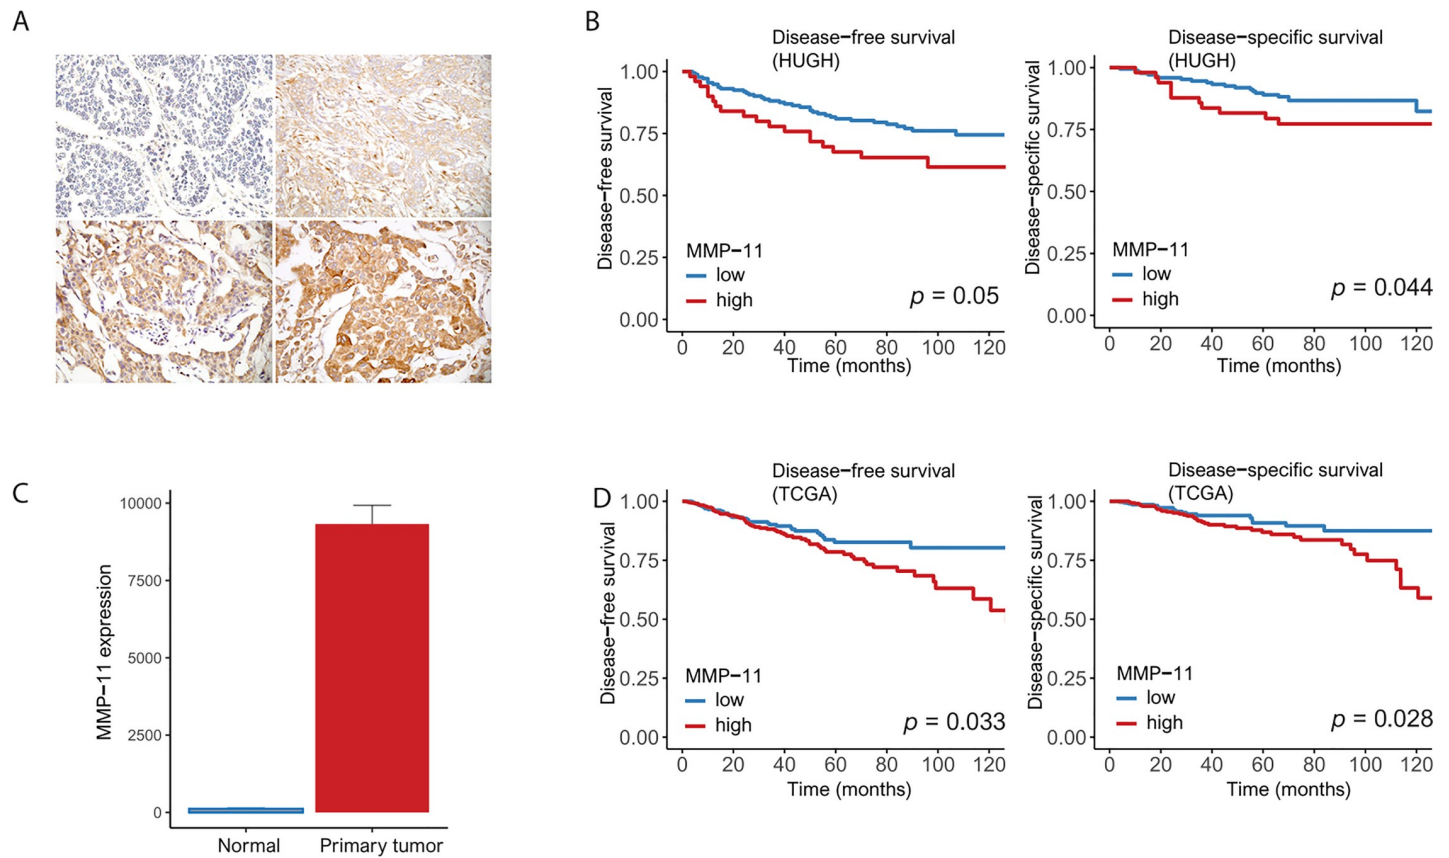 A
B
Disease–free survival
(HUGH)
Disease–free survival
1.00
0.75
0.50
0.25
0.00
MMP–11
low
high
p = 0.05
0 20 40 60 80 100 120
Time (months)
Disease–specific survival
(HUGH)
Disease–specific survival
1.00
0.75
0.50
0.25
0.00
MMP–11
low
high
p = 0.044
0 20 40 60 80 100 120
Time (months)
C
MMP–11 expression
10000
7500
5000
2500
0
Normal Primary tumor
D
Disease–free survival
(TCGA)
Disease–free survival
1.00
0.75
0.50
0.25
0.00
MMP–11
low
high
p = 0.033
0 20 40 60 80 100 120
Time (months)
Disease–specific survival
(TCGA)
Disease–specific survival
1.00
0.75
0.50
0.25
0.00
MMP–11
low
high
p = 0.028
0 20 40 60 80 100 120
Time (months)